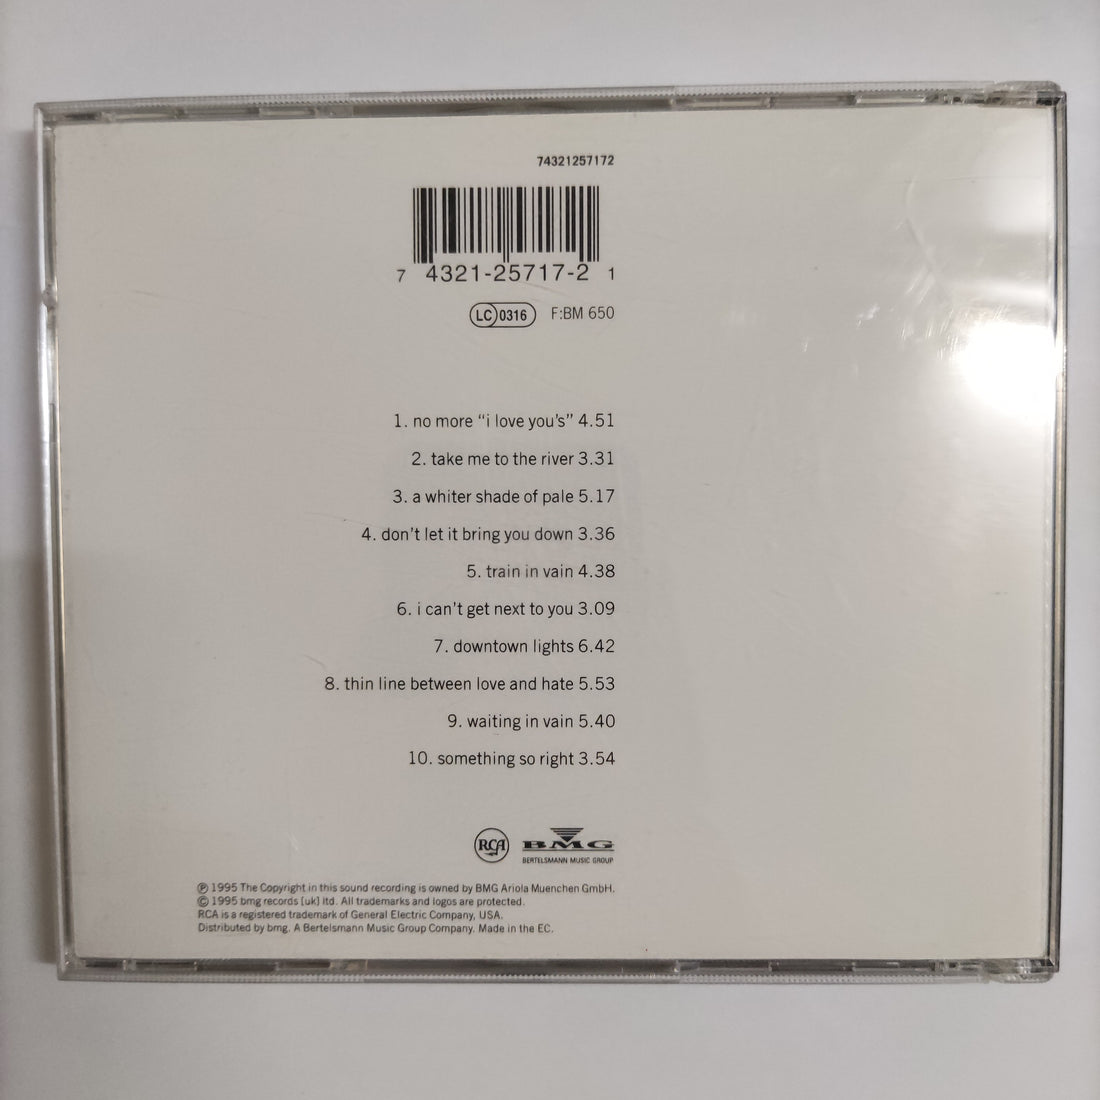 74321257172
7 4321-25717-2 1
LC 0316 F:BM 650
1. no more “i love you's” 4.51
2. take me to the river 3.31
3. a whiter shade of pale 5.17
4. don't let it bring you down 3.36
5. train in vain 4.38
6. i can't get next to you 3.09
7. downtown lights 6.42
8. thin line between love and hate 5.53
9. waiting in vain 5.40
10. something so right 3.54
RCA BMG
BERTELSMANN MUSIC GROUP
℗ 1995 The Copyright in this sound recording is owned by BMG Ariola Muenchen GmbH.
© 1995 bmg records [uk] ltd. All trademarks and logos are protected.
RCA is a registered trademark of General Electric Company, USA.
Distributed by bmg. A Bertelsmann Music Group Company. Made in the EC.